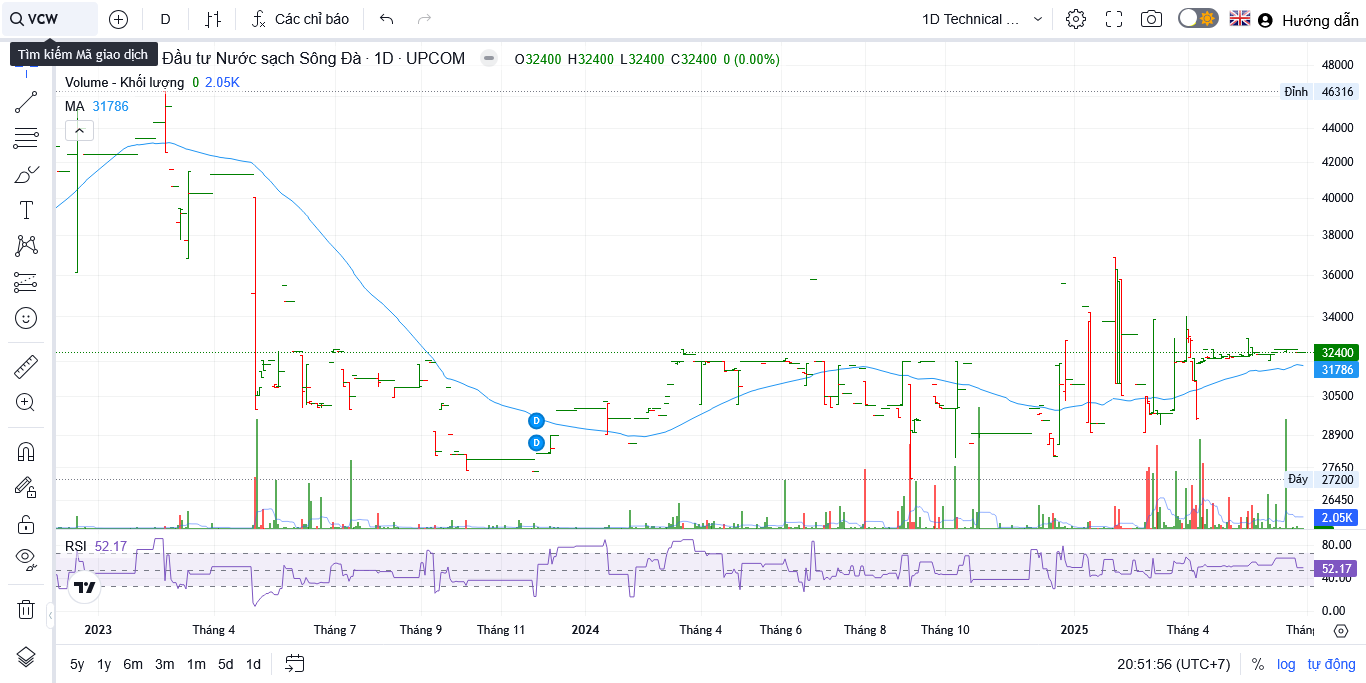 VCW
D
Các chỉ báo
1D Technical ...
Hướng dẫn
Tìm kiếm Mã giao dịch
Đầu tư Nước sạch Sông Đà · 1D · UPCOM
O32400 H32400 L32400 C32400 0 (0.00%)
Volume - Khối lượng 0 2.05K
MA 31786
48000
Đỉnh 46316
44000
42000
40000
38000
36000
34000
32400
31786
30500
D
D
28900
27650
Đáy 27200
26450
2.05K
RSI 52.17
80.00
52.17
40.00
0.00
2023 Tháng 4 Tháng 7 Tháng 9 Tháng 11 2024 Tháng 4 Tháng 6 Tháng 8 Tháng 10 2025 Tháng 4
5y 1y 6m 3m 1m 5d 1d
20:51:56 (UTC+7) % log tự động